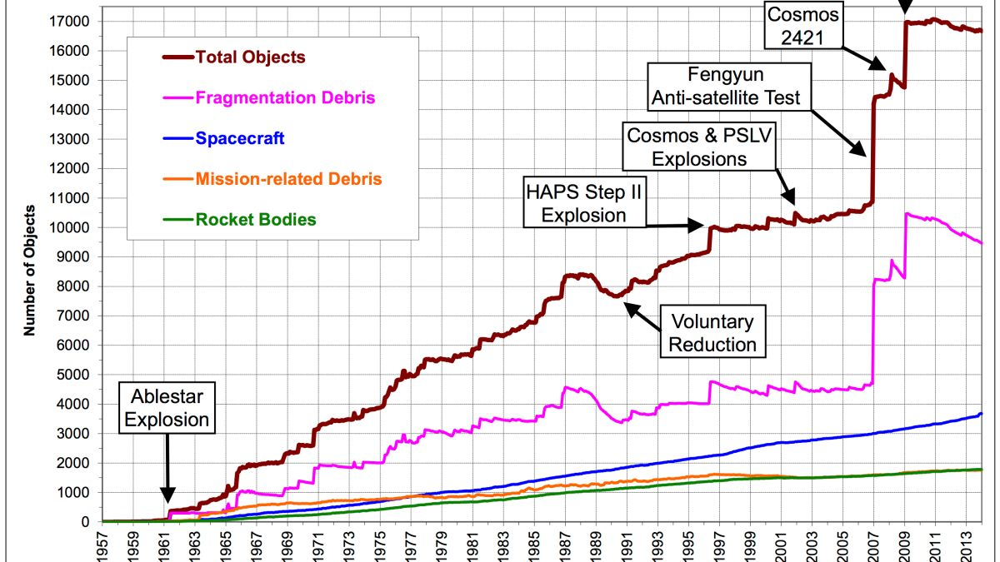 Cosmos
2421
Total Objects
Fragmentation Debris
Spacecraft
Mission-related Debris
Rocket Bodies
Fengyun
Anti-satellite Test
Cosmos & PSLV
Explosions
HAPS Step II
Explosion
Voluntary
Reduction
Ablestar
Explosion
Number of Objects
17000
16000
15000
14000
13000
12000
11000
10000
9000
8000
7000
6000
5000
4000
3000
2000
1000
0
1957
1959
1961
1963
1965
1967
1969
1971
1973
1975
1977
1979
1981
1983
1985
1987
1989
1991
1993
1995
1997
1999
2001
2003
2005
2007
2009
2011
2013